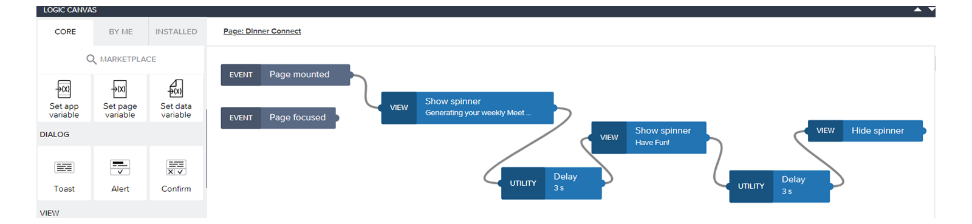 LOGIC CANVAS
CORE BY ME INSTALLED
Page: Dinner Connect
MARKETPLACE
Set app variable
Set page variable
Set data variable
DIALOG
Toast Alert Confirm
VIEW
EVENT Page mounted
EVENT Page focused
VIEW Show spinner
Generating your weekly Meet ...
UTILITY Delay
3 s
VIEW Show spinner
Have Fun!
UTILITY Delay
3 s
VIEW Hide spinner